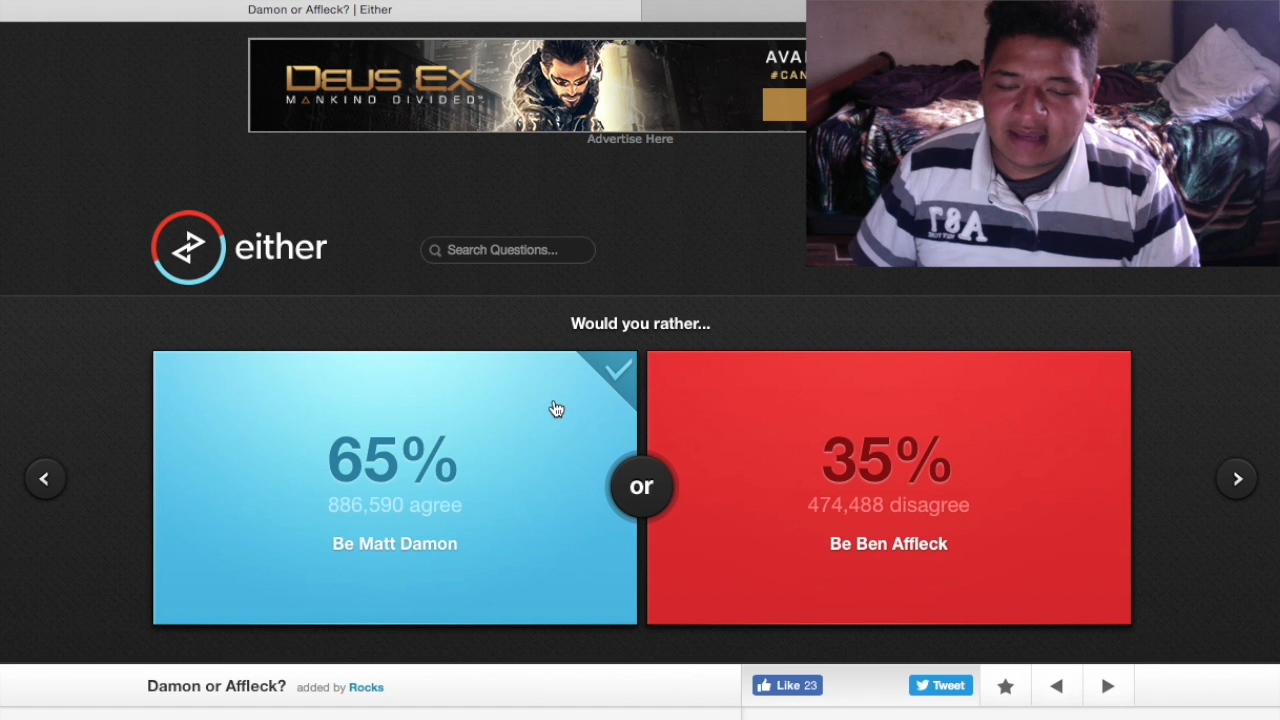 Damon or Affleck? | Either
DEUS EX
MANKIND DIVIDED
Advertise Here
either
Search Questions...
A87
Would you rather...
65%
886,590 agree
Be Matt Damon
or
35%
474,488 disagree
Be Ben Affleck
Damon or Affleck? added by Rocks
Like 23
Tweet